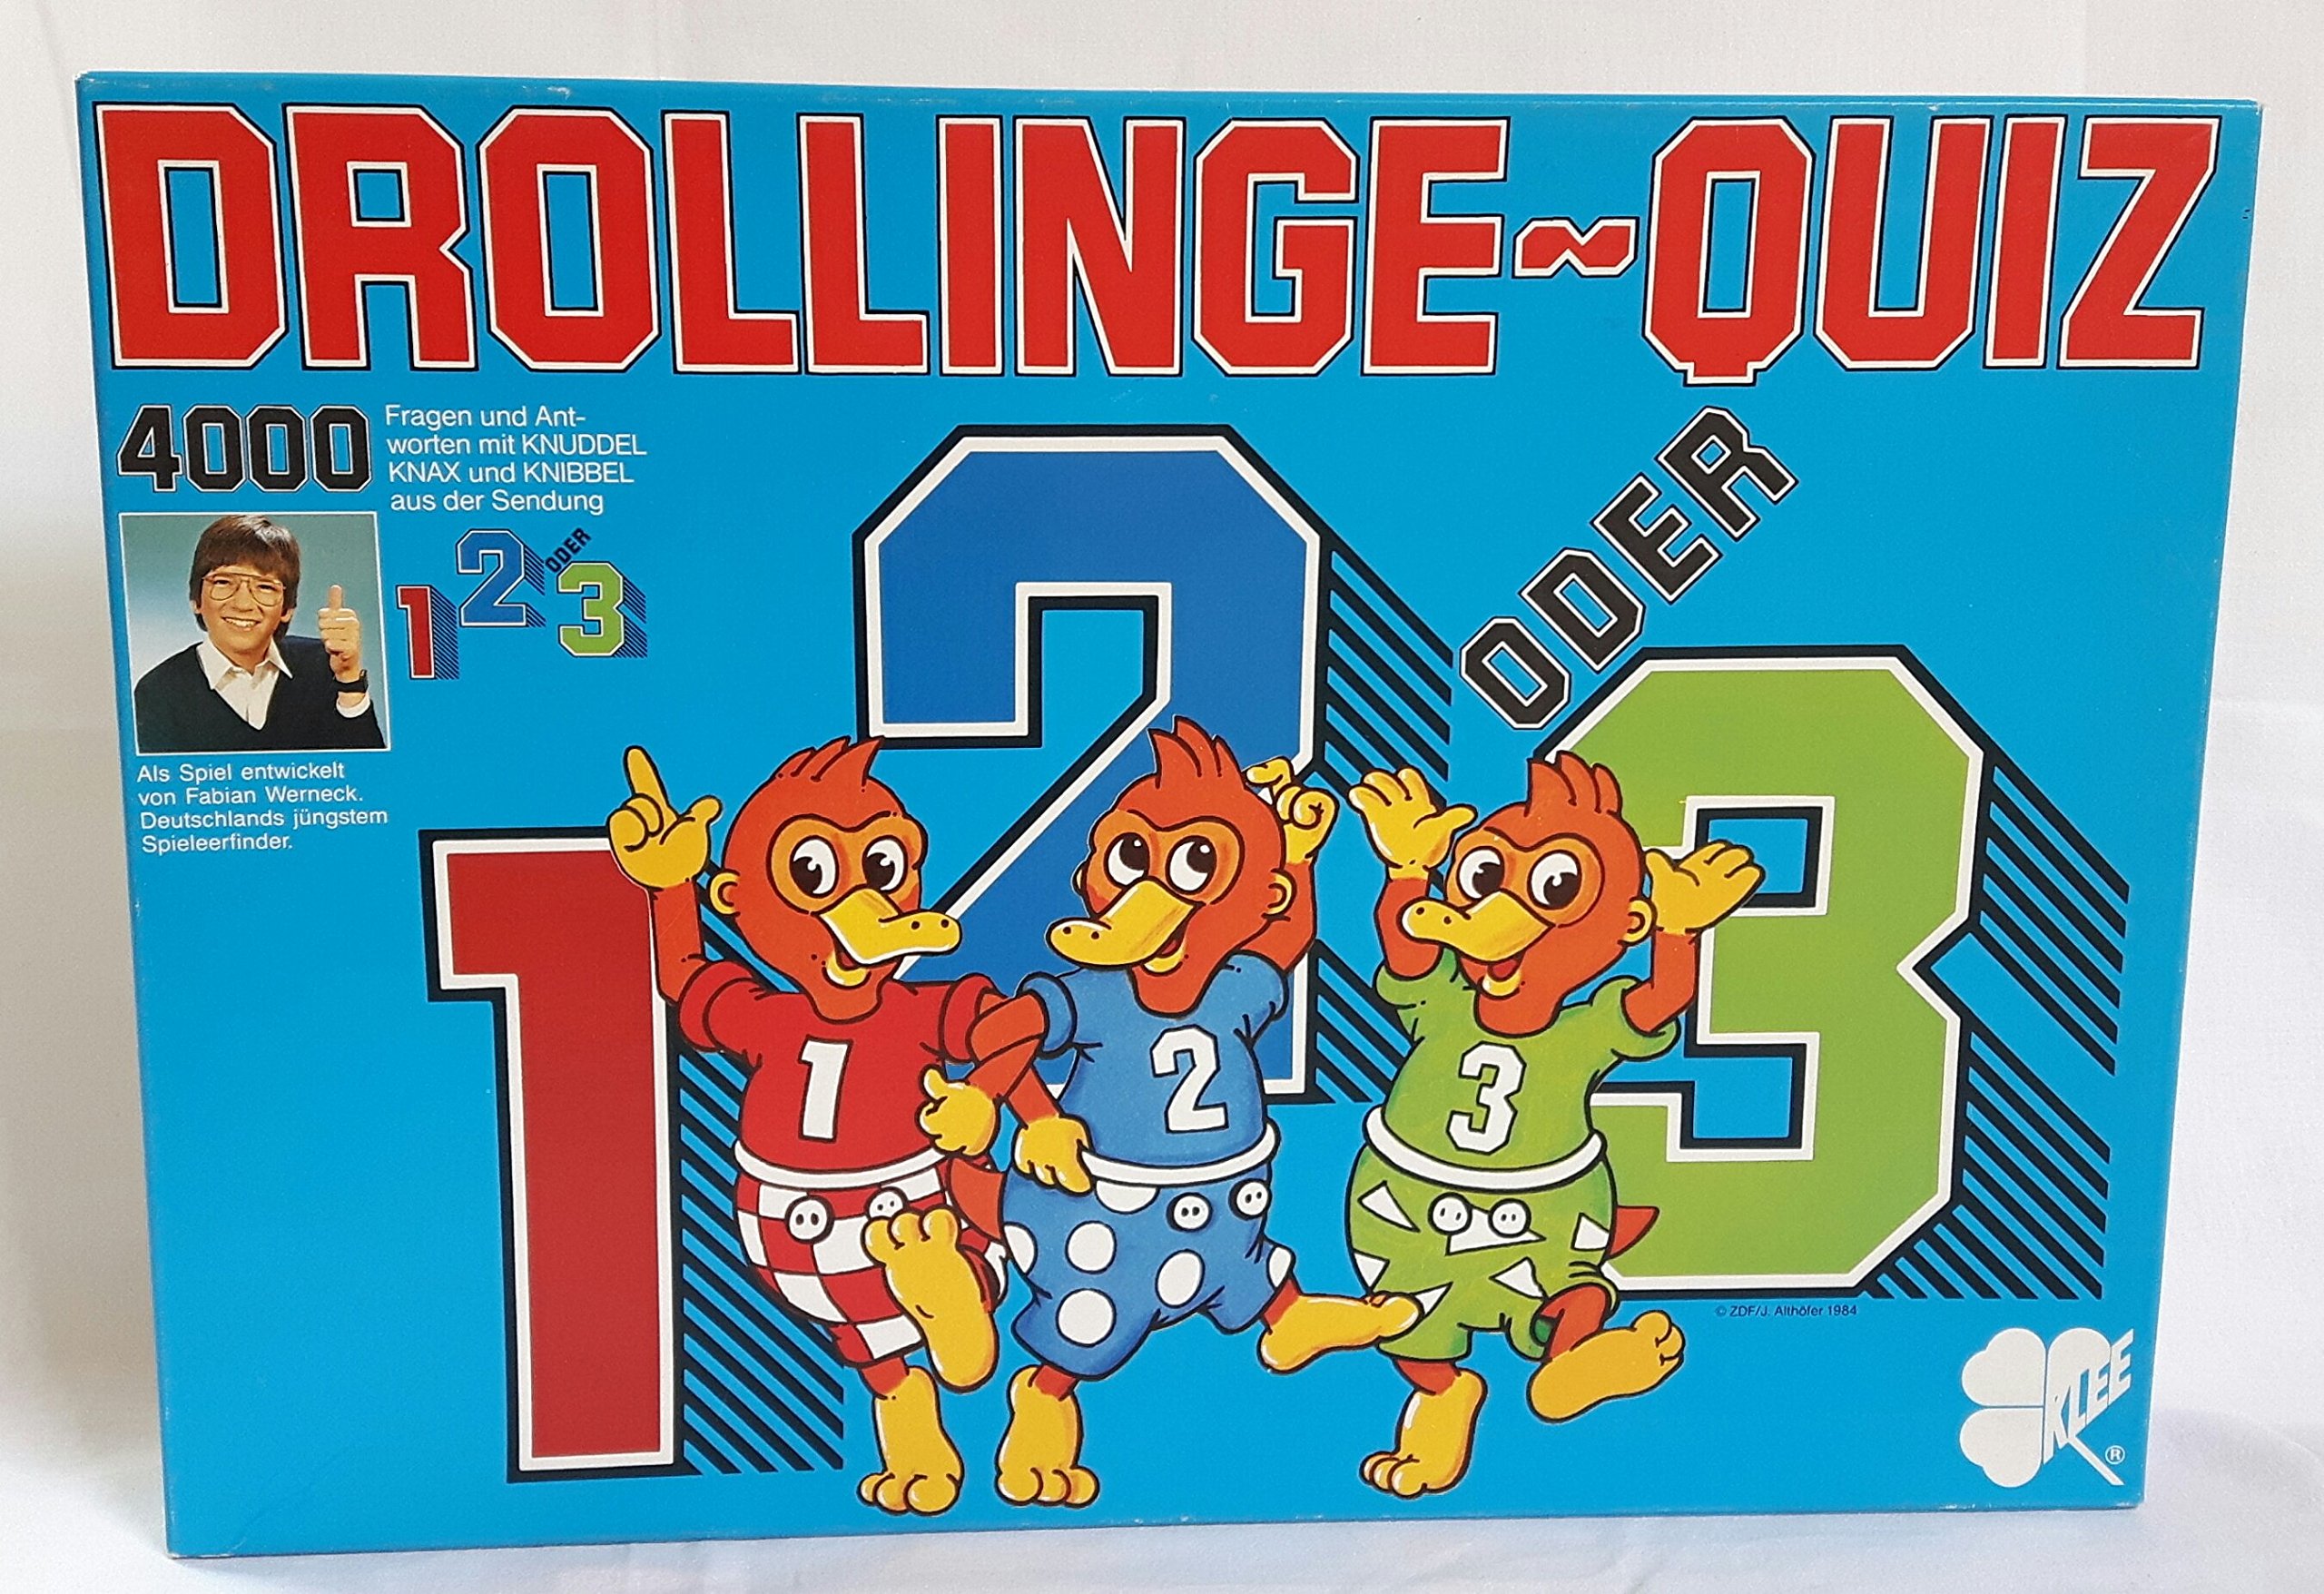 DROLLINGE~QUIZ
4000
Fragen und Ant-
worten mit KNUDDEL
KNAX und KNIBBEL
aus der Sendung
1 2 ODER 3
Als Spiel entwickelt
von Fabian Werneck.
Deutschlands jüngstem
Spieleerfinder.
1 2 ODER 3
1
2
3
© ZDF/J. Althöfer 1984
KLEE
®